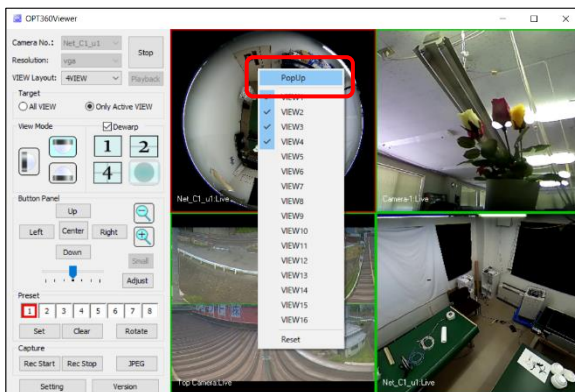 OPT360Viewer
Camera No.: Net_C1_u1
Stop
Resolution: vga
VIEW Layout: 4VIEW
Playback
Target
All VIEW Only Active VIEW
View Mode Dewarp
1 2
4
Button Panel
Up
Left Center Right
Down
Small
Adjust
Preset
1 2 3 4 5 6 7 8
Set Clear Rotate
Capture
Rec Start Rec Stop JPEG
Setting Version
PopUp
VIEW1
VIEW2
VIEW3
VIEW4
VIEW5
VIEW6
VIEW7
VIEW8
VIEW9
VIEW10
VIEW11
VIEW12
VIEW13
VIEW14
VIEW15
VIEW16
Reset
Net_C1_u1:Live
Camera-1:Live
Top Camera:Live
Net_C1_u1:Live